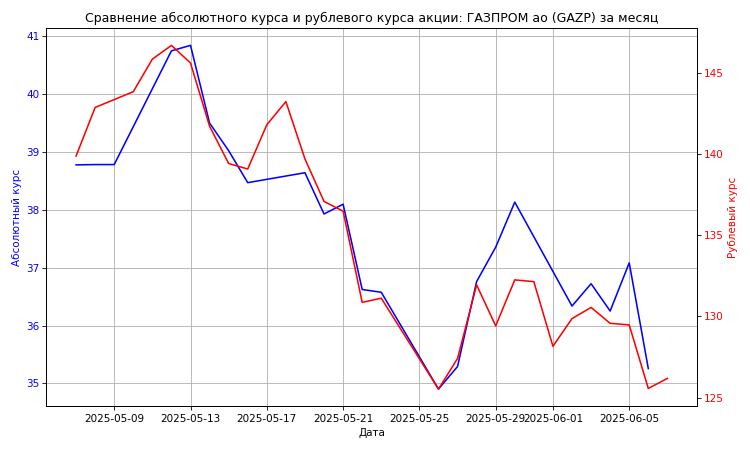 Сравнение абсолютного курса и рублевого курса акции: ГАЗПРОМ ао (GAZP) за месяц
41
40
39
38
37
36
35
Абсолютный курс
145
140
135
130
125
Рублевый курс
2025-05-09 2025-05-13 2025-05-17 2025-05-21 2025-05-25 2025-05-29 2025-06-01 2025-06-05
Дата